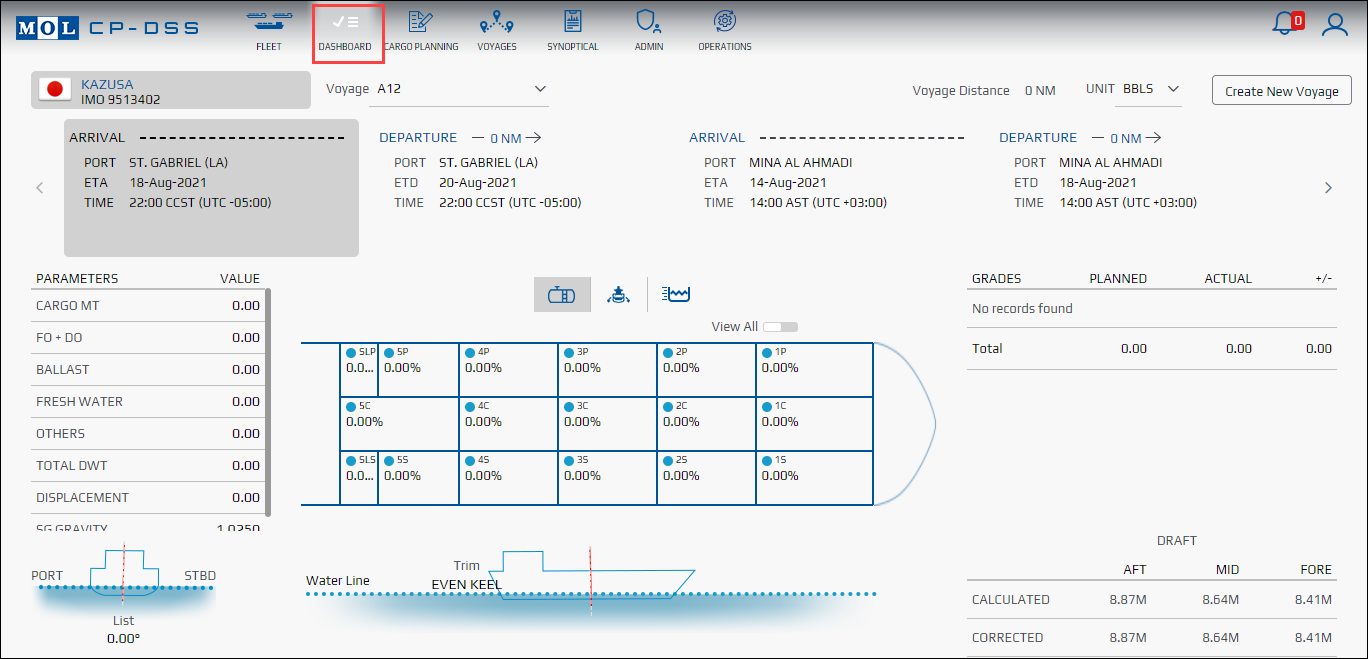 MOL CP-DSS
FLEET
DASHBOARD
CARGO PLANNING
VOYAGES
SYNOPTICAL
ADMIN
OPERATIONS
0
KAZUSA
IMO 9513402
Voyage A12
Voyage Distance 0 NM
UNIT BBLS
Create New Voyage
ARRIVAL
PORT ST. GABRIEL (LA)
ETA 18-Aug-2021
TIME 22:00 CCST (UTC -05:00)
DEPARTURE 0 NM
PORT ST. GABRIEL (LA)
ETD 20-Aug-2021
TIME 22:00 CCST (UTC -05:00)
ARRIVAL
PORT MINA AL AHMADI
ETA 14-Aug-2021
TIME 14:00 AST (UTC +03:00)
DEPARTURE 0 NM
PORT MINA AL AHMADI
ETD 18-Aug-2021
TIME 14:00 AST (UTC +03:00)
PARAMETERS VALUE
CARGO MT 0.00
FO + DO 0.00
BALLAST 0.00
FRESH WATER 0.00
OTHERS 0.00
TOTAL DWT 0.00
DISPLACEMENT 0.00
SG GRAVITY 1.0250
View All
SLP 5P 4P 3P 2P 1P
0.0... 0.00% 0.00% 0.00% 0.00% 0.00%
5C 4C 3C 2C 1C
0.00% 0.00% 0.00% 0.00% 0.00%
SLS 5S 4S 3S 2S 1S
0.0... 0.00% 0.00% 0.00% 0.00% 0.00%
GRADES PLANNED ACTUAL +/-
No records found
Total 0.00 0.00 0.00
PORT STBD
List
0.00°
Water Line
Trim
EVEN KEEL
DRAFT
AFT MID FORE
CALCULATED 8.87M 8.64M 8.41M
CORRECTED 8.87M 8.64M 8.41M